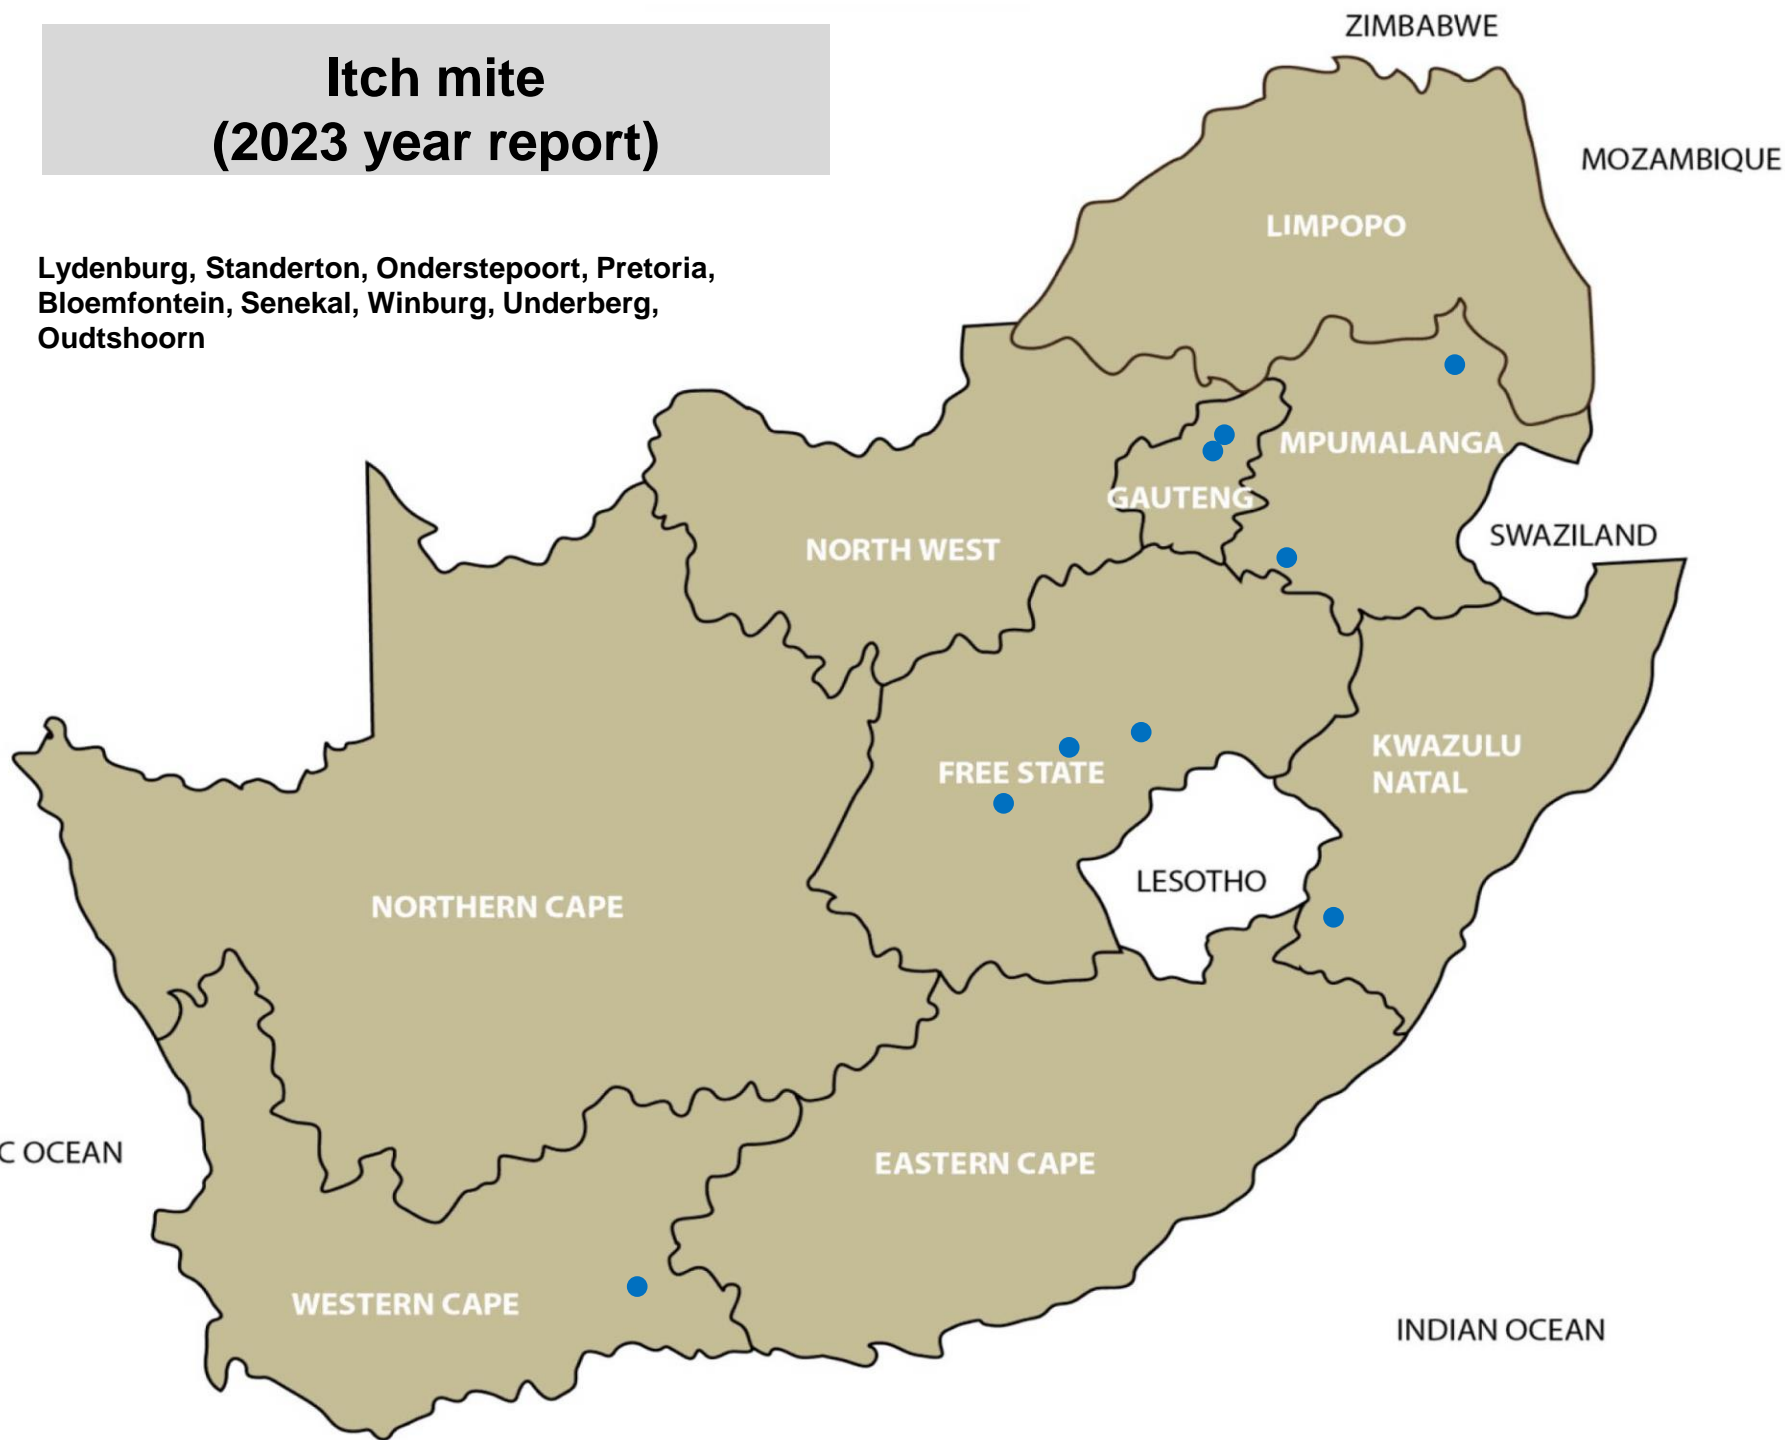 Itch mite
(2023 year report)
Lydenburg, Standerton, Onderstepoort, Pretoria,
Bloemfontein, Senekal, Winburg, Underberg,
Oudtshoorn
ZIMBABWE
MOZAMBIQUE
LIMPOPO
MPUMALANGA
GAUTENG
NORTH WEST
SWAZILAND
KWAZULU
NATAL
FREE STATE
LESOTHO
NORTHERN CAPE
C OCEAN
EASTERN CAPE
WESTERN CAPE
INDIAN OCEAN